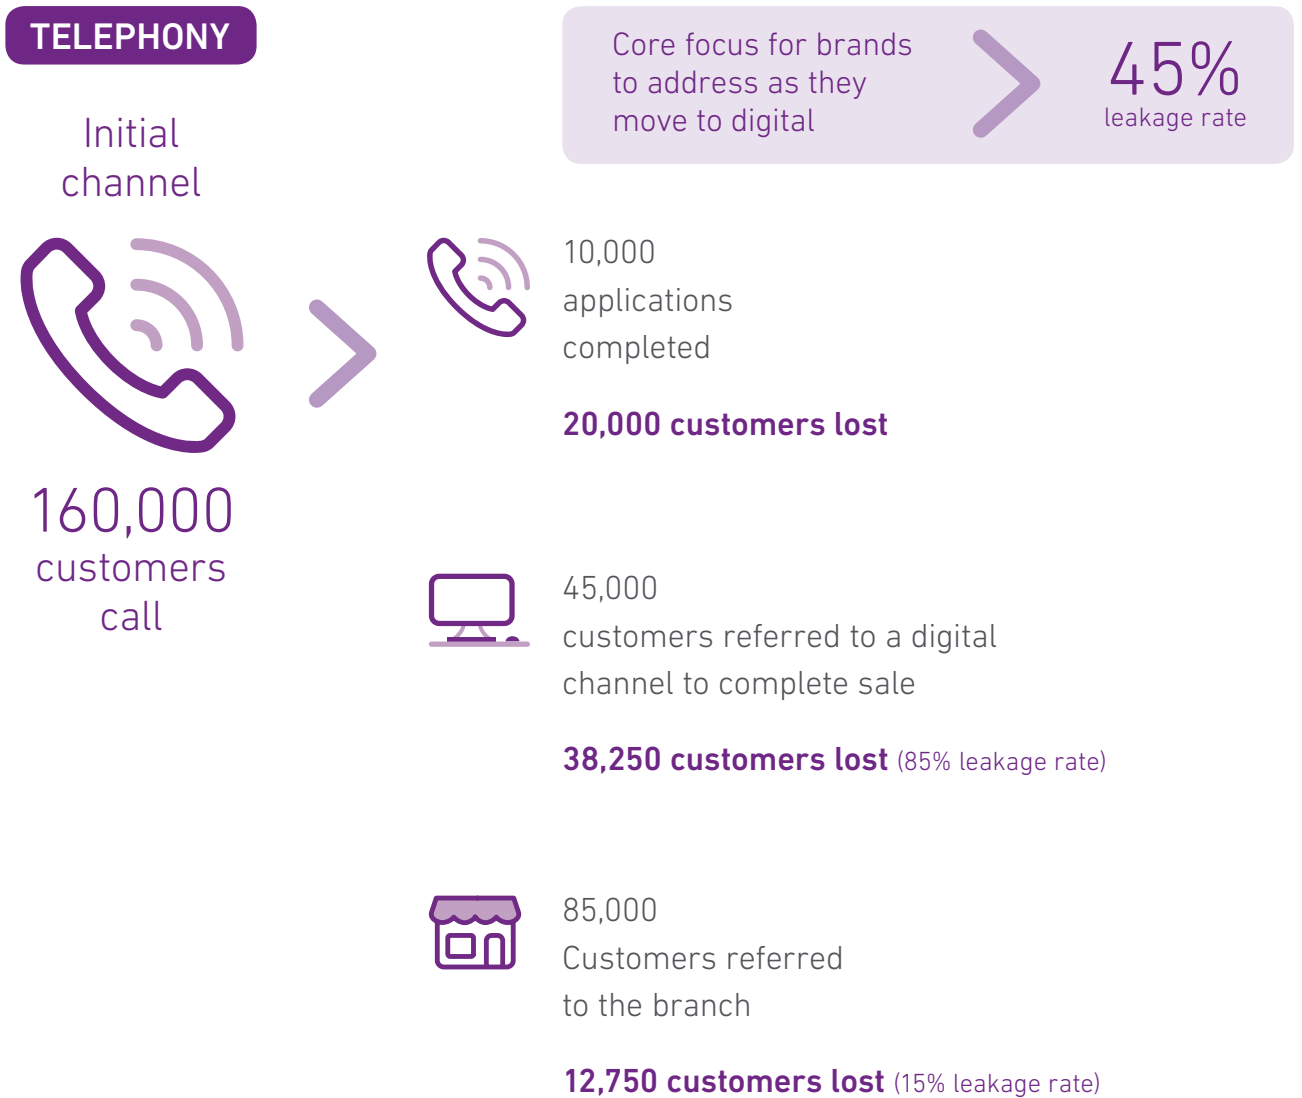 TELEPHONY
Initial
channel
160,000
customers
call
Core focus for brands
to address as they
move to digital
45%
leakage rate
10,000
applications
completed
20,000 customers lost
45,000
customers referred to a digital
channel to complete sale
38,250 customers lost (85% leakage rate)
85,000
Customers referred
to the branch
12,750 customers lost (15% leakage rate)